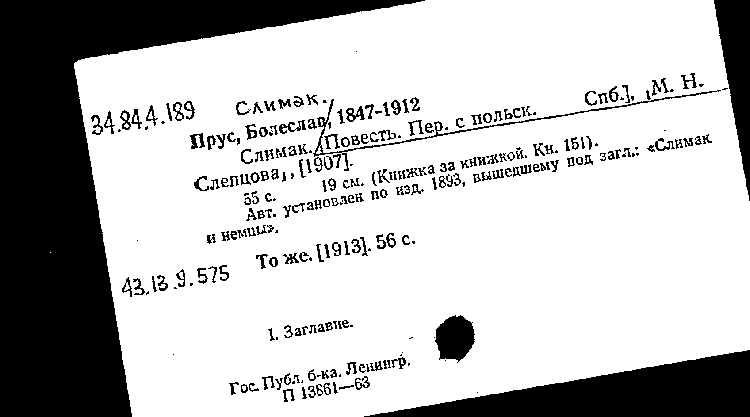 34.84.4.189 Слимак.
Прус, Болеслав, 1847-1912
Слимак. / Повесть. Пер. с польск. Спб.], М. Н.
Слепцова, [1907].
55 с. 19 см. (Книжка за книжкой. Кн. 151).
Авт. установлен по изд. 1893, вышедшему под загл.: «Слимак
и немцы».
43.13.9.575 То же. [1913]. 56 с.
I. Заглавие.
Гос. Публ. б-ка. Ленингр.
П 13861—63